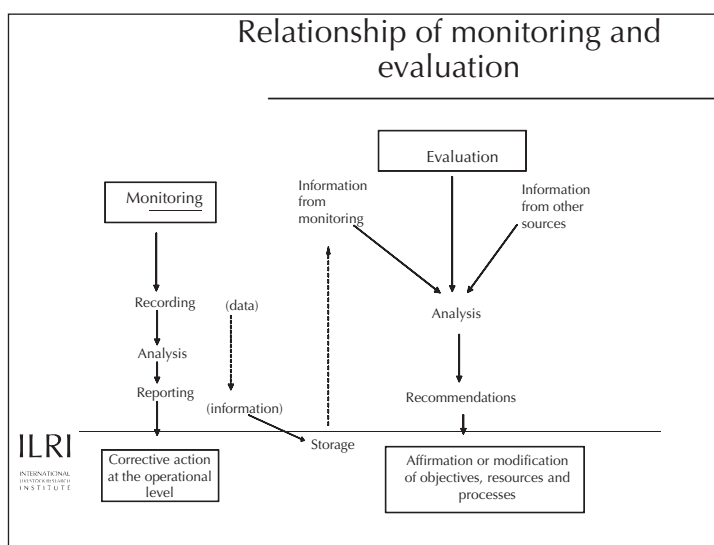 Relationship of monitoring and
evaluation
Evaluation
Monitoring
Information
from
monitoring
Information
from other
sources
Recording
(data)
Analysis
Analysis
Reporting
(information)
Recommendations
Storage
Corrective action
at the operational
level
Affirmation or modification
of objectives, resources and
processes
ILRI
INTERNATIONAL
LIVESTOCK RESEARCH
INSTITUTE